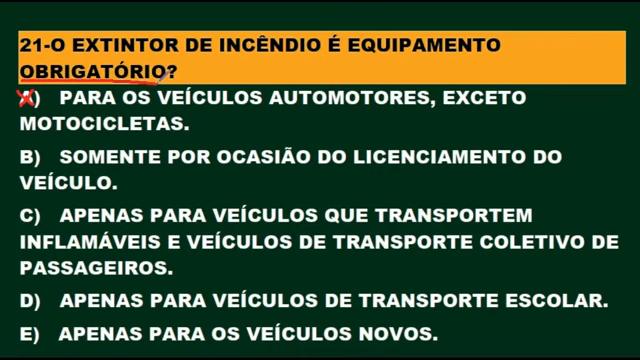 21-O EXTINTOR DE INCÊNDIO É EQUIPAMENTO
OBRIGATÓRIO?
A) PARA OS VEÍCULOS AUTOMOTORES, EXCETO
MOTOCICLETAS.
B) SOMENTE POR OCASIÃO DO LICENCIAMENTO DO
VEÍCULO.
C) APENAS PARA VEÍCULOS QUE TRANSPORTEM
INFLAMÁVEIS E VEÍCULOS DE TRANSPORTE COLETIVO DE
PASSAGEIROS.
D) APENAS PARA VEÍCULOS DE TRANSPORTE ESCOLAR.
E) APENAS PARA OS VEÍCULOS NOVOS.